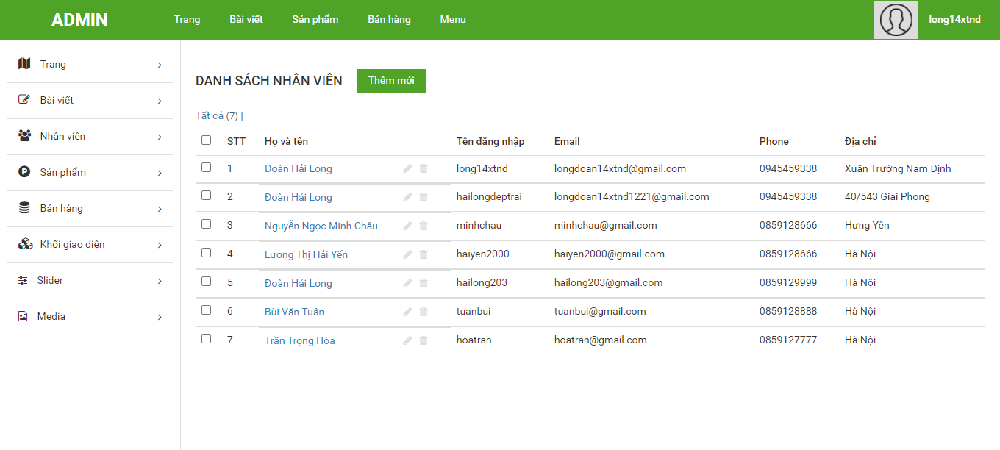 ADMIN Trang Bài viết Sản phẩm Bán hàng Menu long14xtnd
Trang
Bài viết
Nhân viên
Sản phẩm
Bán hàng
Khối giao diện
Slider
Media
DANH SÁCH NHÂN VIÊN Thêm mới
Tất cả (7) |
STT Họ và tên Tên đăng nhập Email Phone Địa chỉ
1 Đoàn Hải Long long14xtnd longdoan14xtnd@gmail.com 0945459338 Xuân Trường Nam Định
2 Đoàn Hải Long hailongdeptrai longdoan14xtnd1221@gmail.com 0945459338 40/543 Giai Phong
3 Nguyễn Ngọc Minh Châu minhchau minhchau@gmail.com 0859128666 Hưng Yên
4 Lương Thị Hải Yến haiyen2000 haiyen2000@gmail.com 0859128666 Hà Nội
5 Đoàn Hải Long hailong203 hailong203@gmail.com 0859129999 Hà Nội
6 Bùi Văn Tuân tuanbui tuanbui@gmail.com 0859128888 Hà Nội
7 Trần Trọng Hòa hoatran hoatran@gmail.com 0859127777 Hà Nội